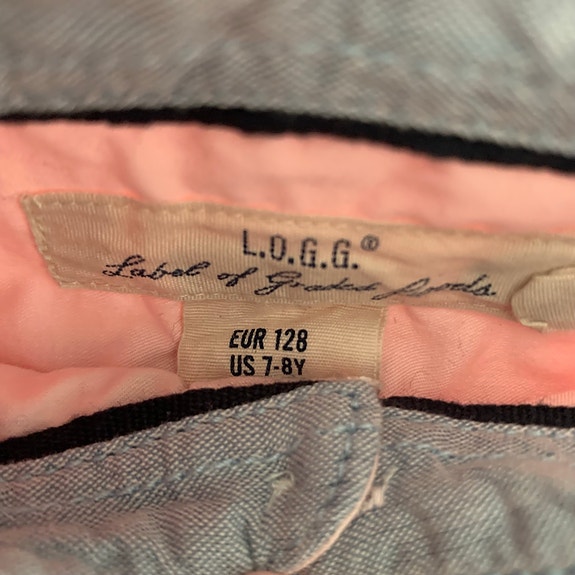 L.O.G.G.®
Label of Graded Goods
EUR 128
US 7-8Y